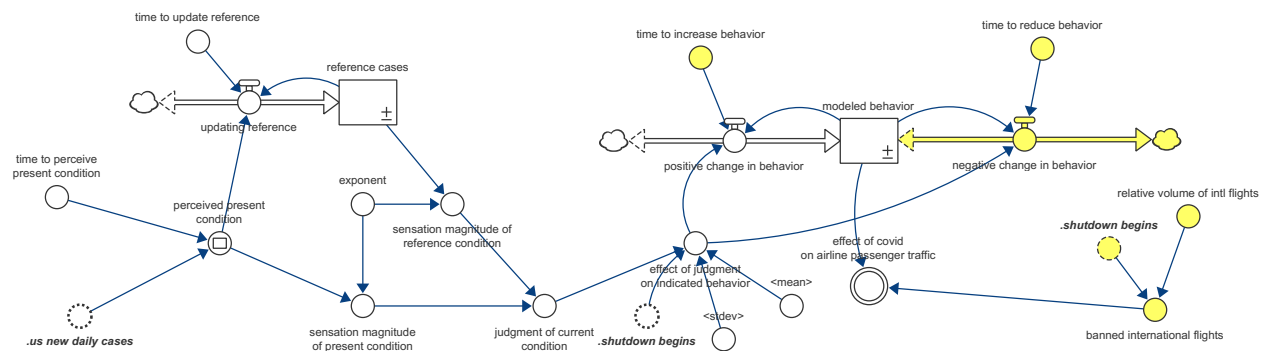 time to update reference
time to increase behavior
time to reduce behavior
reference cases
modeled behavior
updating reference
positive change in behavior
negative change in behavior
time to perceive
present condition
exponent
relative volume of intl flights
perceived present
condition
sensation magnitude of
reference condition
.shutdown begins
effect of covid
on airline passenger traffic
effect of judgment
on indicated behavior
<mean>
<stdev>
.us new daily cases
sensation magnitude
of present condition
judgment of current
condition
.shutdown begins
banned international flights